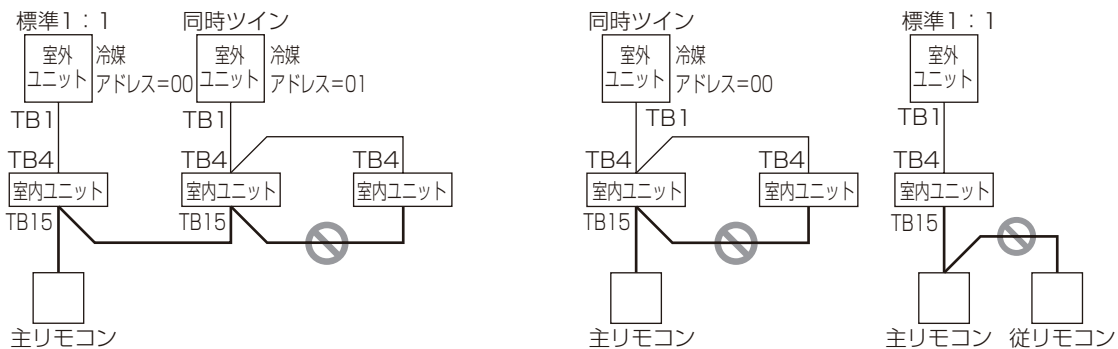 標準1：1
室外
ユニット
冷媒
アドレス=00
TB1
TB4
室内ユニット
TB15
主リモコン
同時ツイン
室外
ユニット
冷媒
アドレス=01
TB1
TB4
室内ユニット
TB15
TB4
室内ユニット
同時ツイン
室外
ユニット
冷媒
アドレス=00
TB1
TB4
室内ユニット
TB15
主リモコン
TB4
室内ユニット
標準1：1
室外
ユニット
TB1
TB4
室内ユニット
TB15
主リモコン
従リモコン